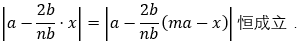 |a − 2b/nb · x| = |a − 2b/nb (ma − x)| 恒成立 .